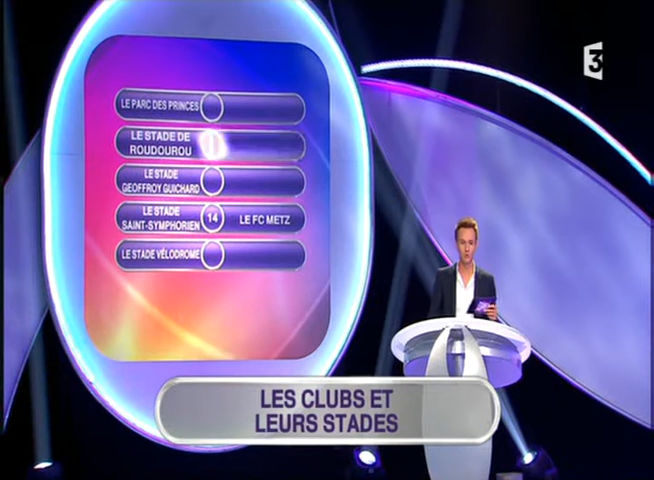 3
LE PARC DES PRINCES
LE STADE DE
ROUDOUROU
LE STADE
GEOFFROY GUICHARD
LE STADE
SAINT-SYMPHORIEN
14
LE FC METZ
LE STADE VÉLODROME
LES CLUBS ET
LEURS STADES